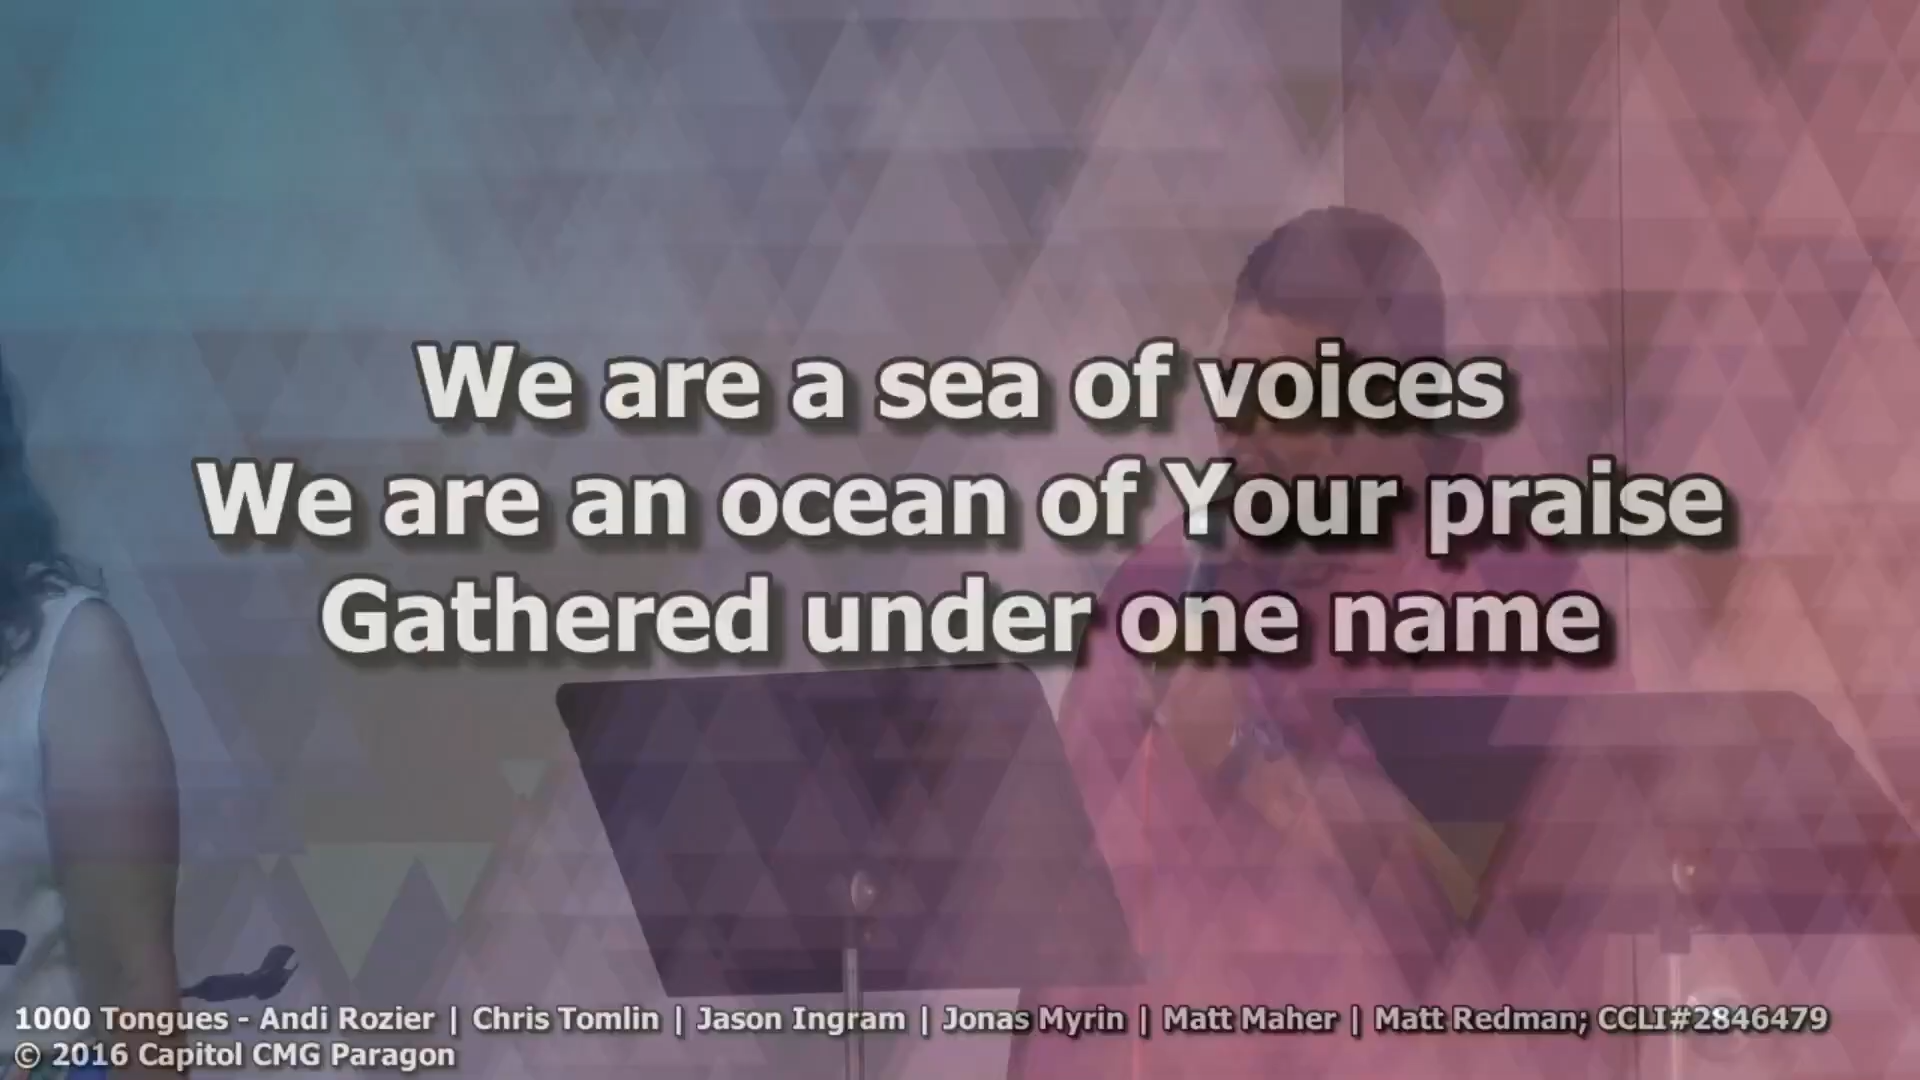 We are a sea of voices
We are an ocean of Your praise
Gathered under one name
1000 Tongues - Andi Rozier | Chris Tomlin | Jason Ingram | Jonas Myrin | Matt Maher | Matt Redman; CCLI#2846479
© 2016 Capitol CMG Paragon